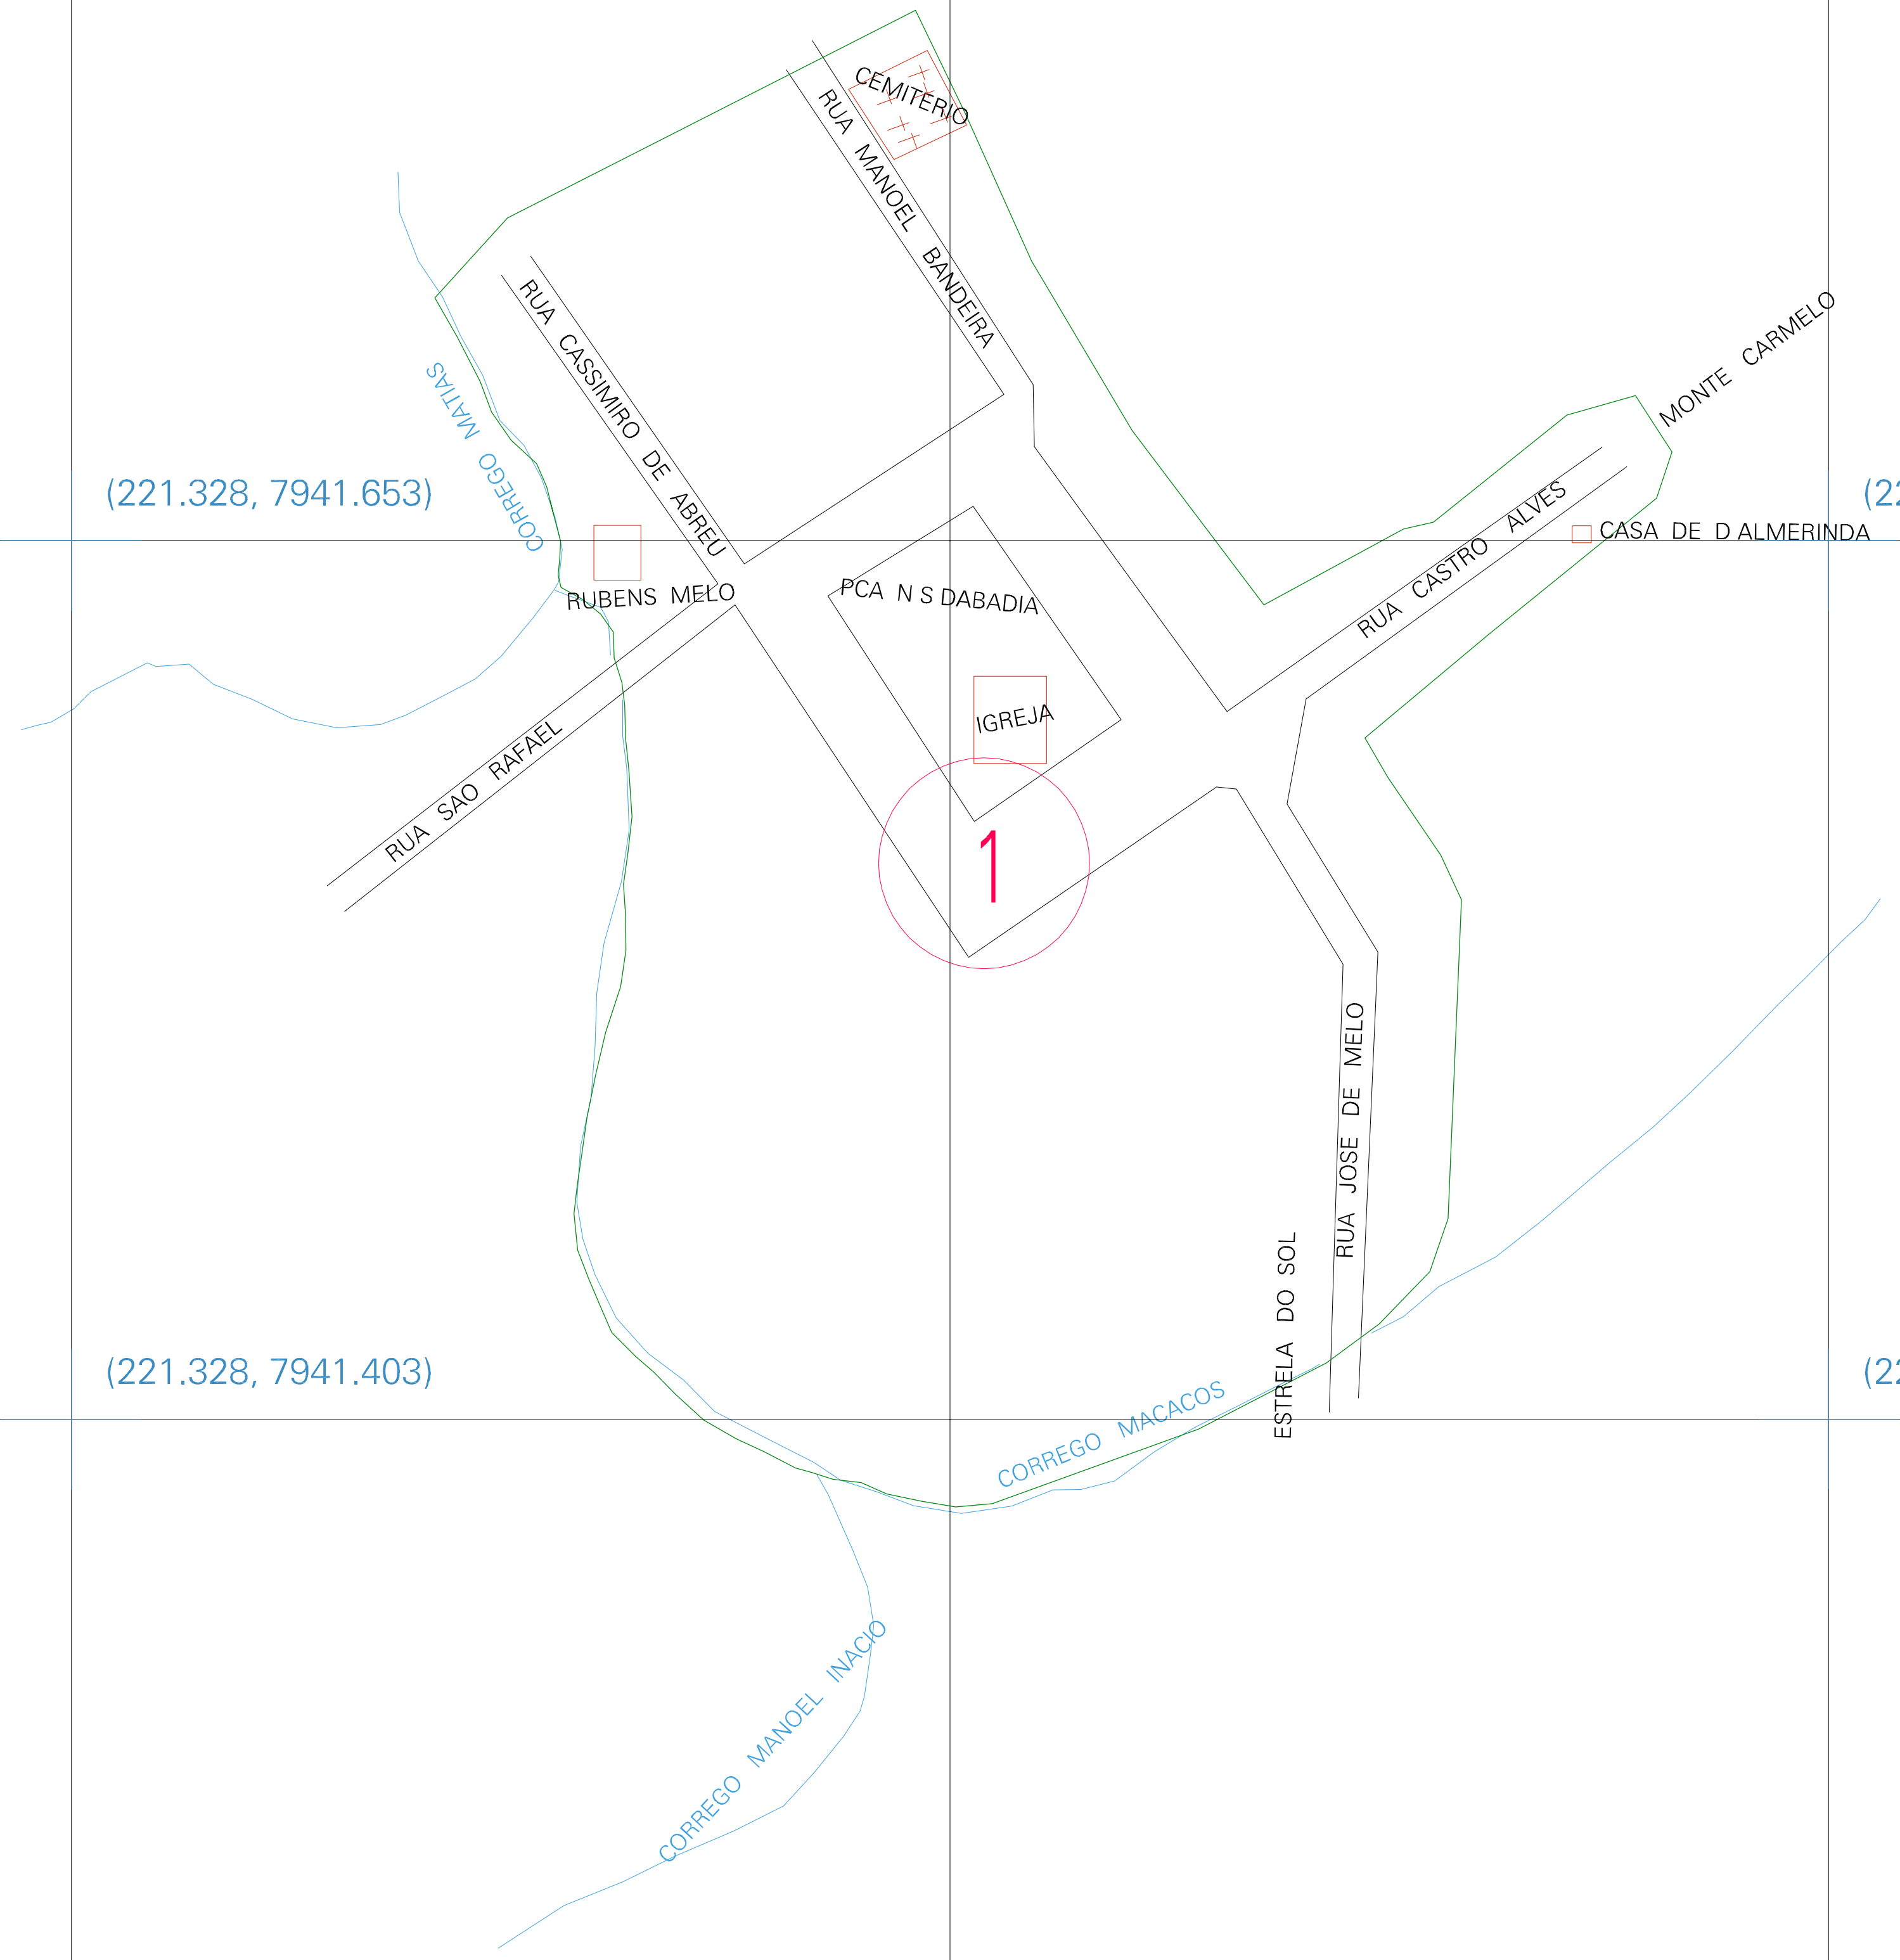 CEMITERIO
RUA MANOEL BANDEIRA
RUA CASSIMIRO DE ABREU
MONTE CARMELO
CORREGO MATIAS
(221.328, 7941.653)
(22
RUA CASTRO ALVES
CASA DE D ALMERINDA
RUBENS MELO
PCA N S DABADIA
IGREJA
RUA SAO RAFAEL
1
RUA JOSE DE MELO
ESTRELA DO SOL
(221.328, 7941.403)
(22
CORREGO MACACOS
CORREGO MANOEL INACIO